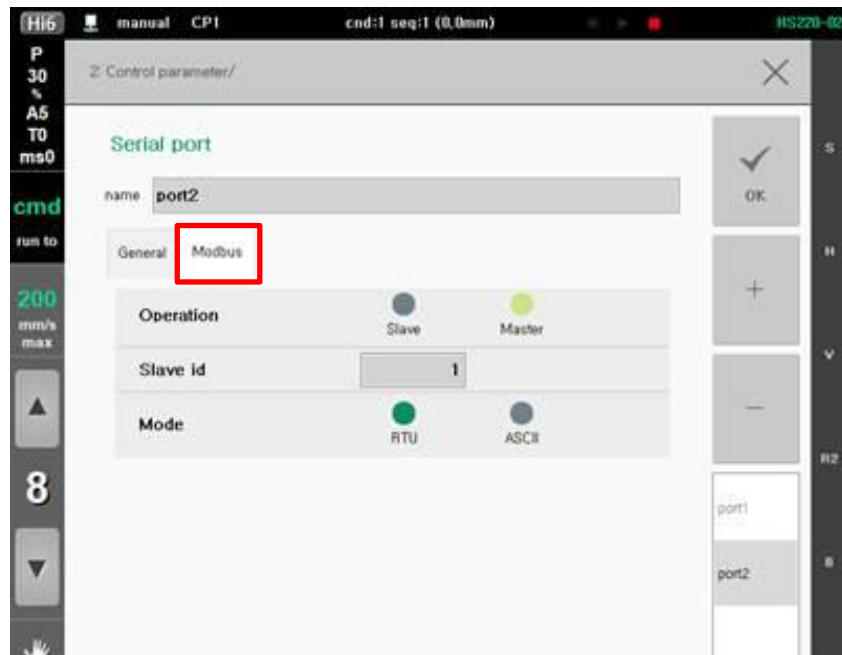 Hi6 manual CP1 cnd:1 seq:1 (0,0mm) HS220-02
P
30
%
A5
T0
ms0
cmd
run to
200
mm/s
max
8
2: Control parameter/
Serial port
name port2
General Modbus
Operation Slave Master
Slave id 1
Mode RTU ASCII
OK
+
−
port1
port2
S
H
V
R2
B